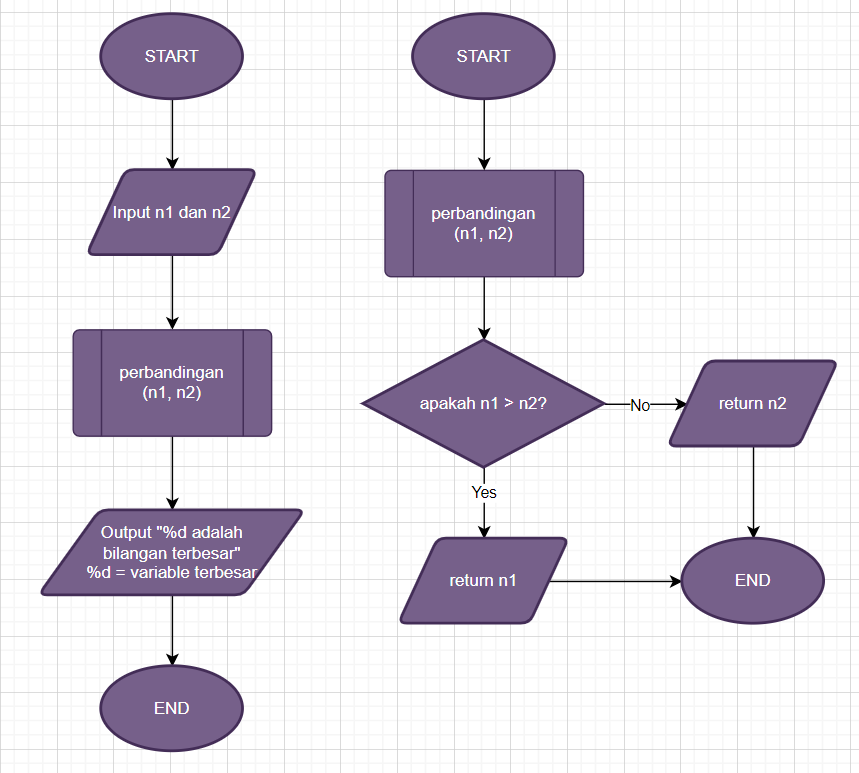 START
Input n1 dan n2
perbandingan
(n1, n2)
Output "%d adalah
bilangan terbesar"
%d = variable terbesar
END
START
perbandingan
(n1, n2)
apakah n1 > n2?
No
return n2
Yes
return n1
END